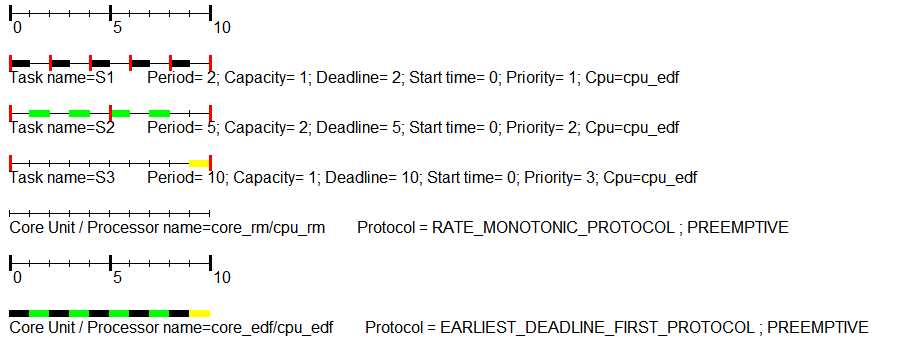 0 5 10
Task name=S1 Period= 2; Capacity= 1; Deadline= 2; Start time= 0; Priority= 1; Cpu=cpu_edf
Task name=S2 Period= 5; Capacity= 2; Deadline= 5; Start time= 0; Priority= 2; Cpu=cpu_edf
Task name=S3 Period= 10; Capacity= 1; Deadline= 10; Start time= 0; Priority= 3; Cpu=cpu_edf
Core Unit / Processor name=core_rm/cpu_rm Protocol = RATE_MONOTONIC_PROTOCOL ; PREEMPTIVE
0 5 10
Core Unit / Processor name=core_edf/cpu_edf Protocol = EARLIEST_DEADLINE_FIRST_PROTOCOL ; PREEMPTIVE